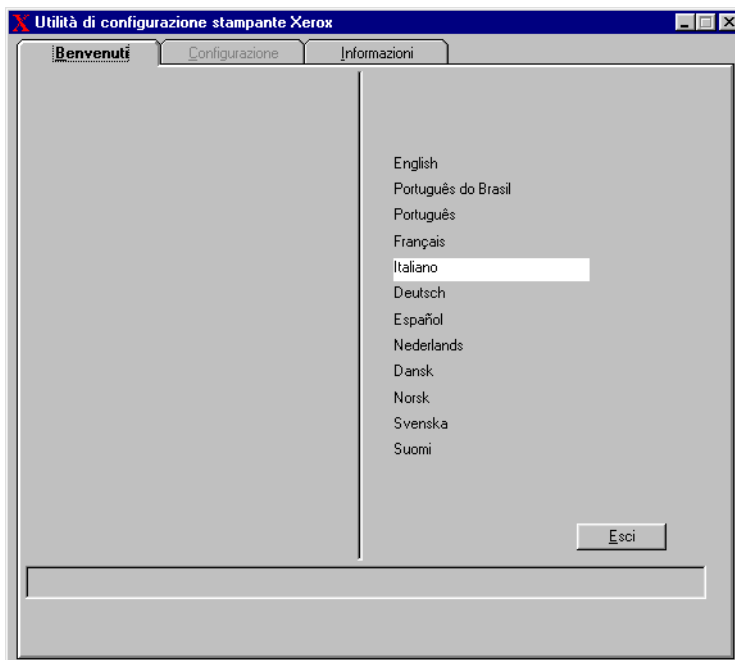 Utilità di configurazione stampante Xerox
Benvenuti Configurazione Informazioni
English
Português do Brasil
Português
Français
Italiano
Deutsch
Español
Nederlands
Dansk
Norsk
Svenska
Suomi
Esci